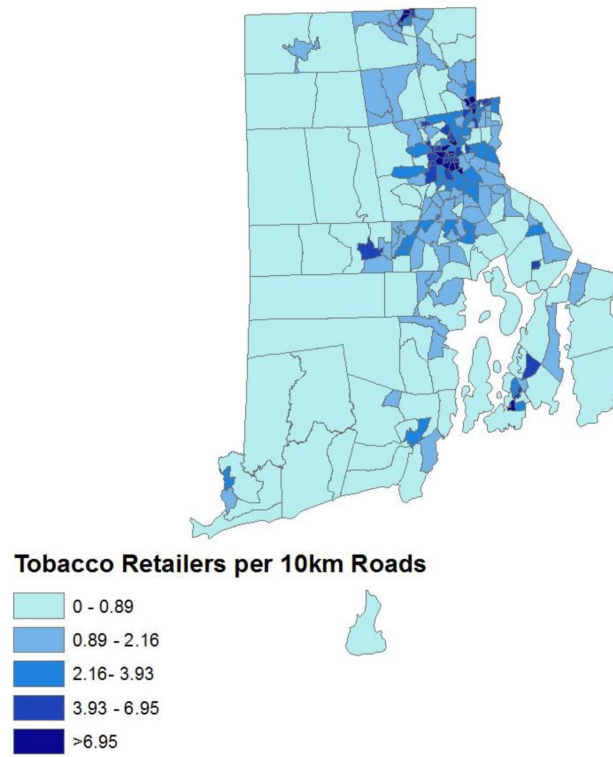 Tobacco Retailers per 10km Roads
0 - 0.89
0.89 - 2.16
2.16- 3.93
3.93 - 6.95
>6.95